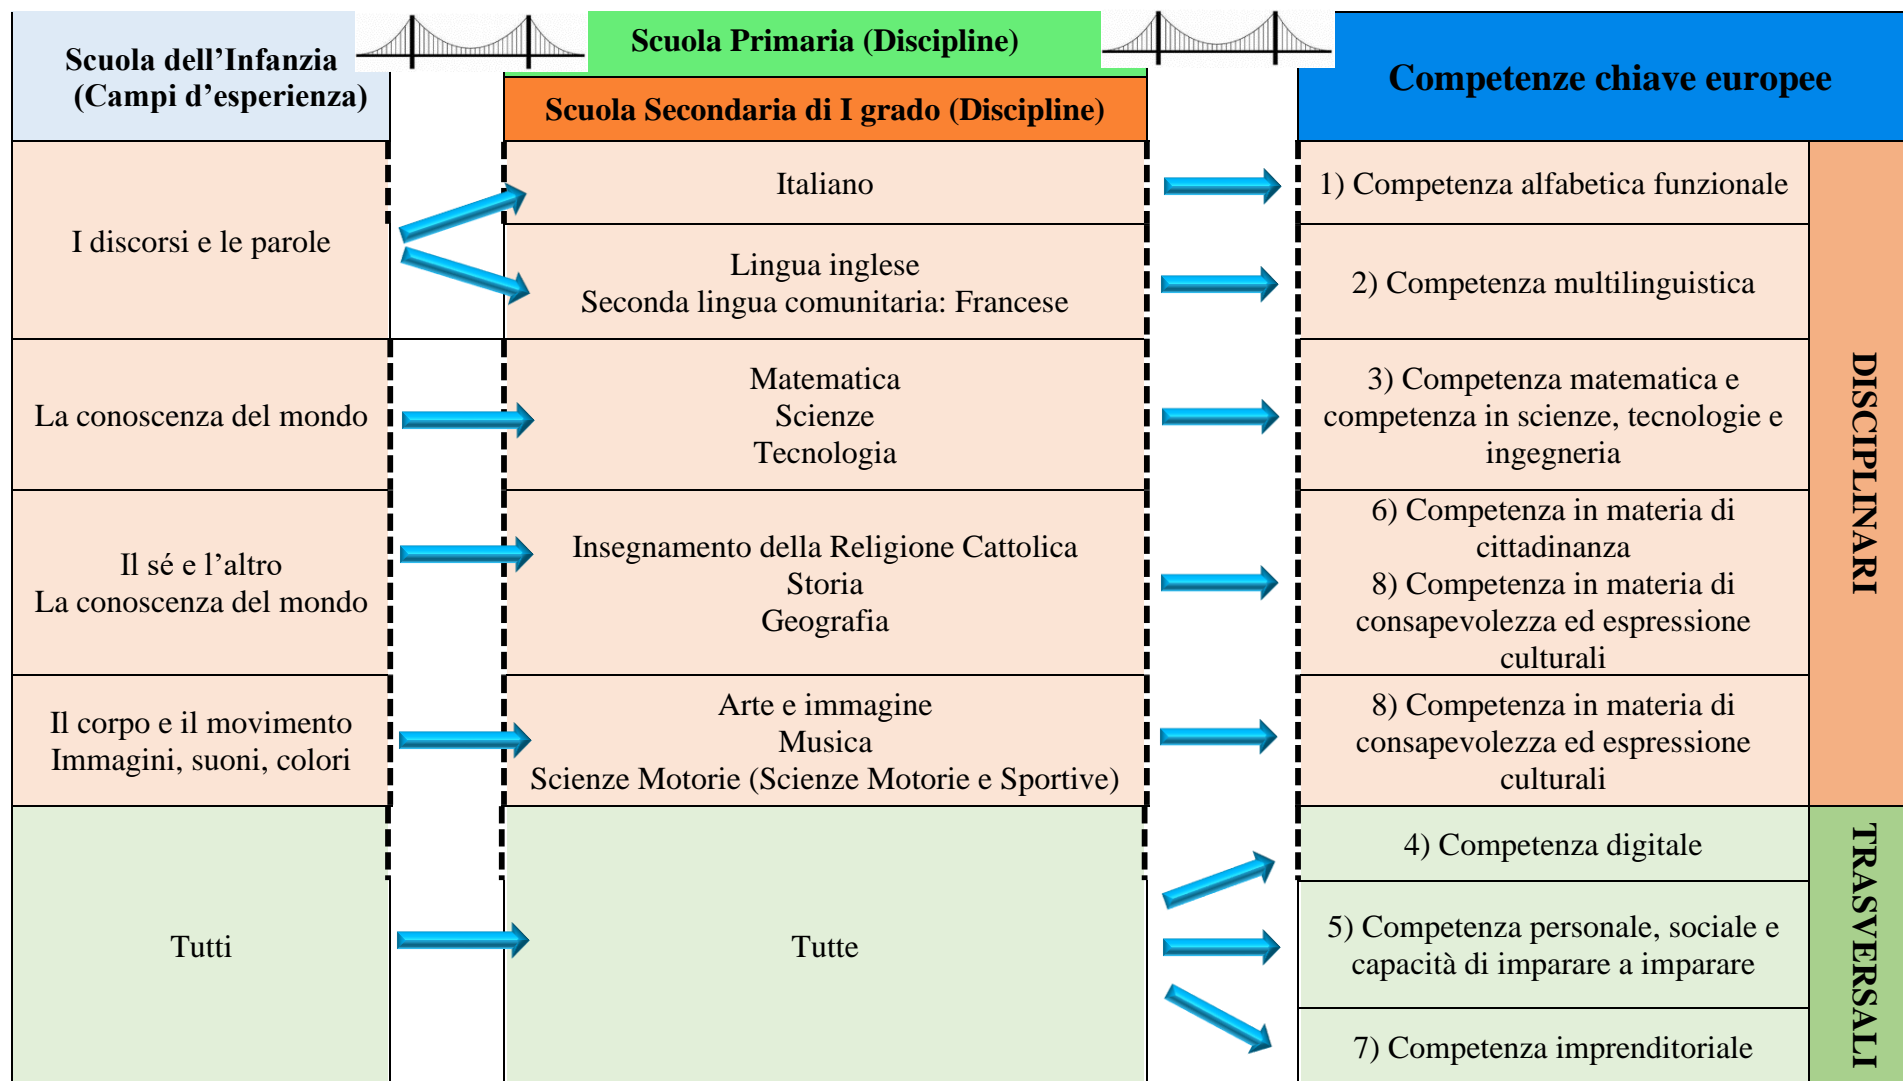 Scuola dell’Infanzia
(Campi d’esperienza)
Scuola Primaria (Discipline)
Scuola Secondaria di I grado (Discipline)
Competenze chiave europee
I discorsi e le parole
Italiano
1) Competenza alfabetica funzionale
Lingua inglese
Seconda lingua comunitaria: Francese
2) Competenza multilinguistica
La conoscenza del mondo
Matematica
Scienze
Tecnologia
3) Competenza matematica e
competenza in scienze, tecnologie e
ingegneria
Il sé e l’altro
La conoscenza del mondo
Insegnamento della Religione Cattolica
Storia
Geografia
6) Competenza in materia di
cittadinanza
8) Competenza in materia di
consapevolezza ed espressione
culturali
Il corpo e il movimento
Immagini, suoni, colori
Arte e immagine
Musica
Scienze Motorie (Scienze Motorie e Sportive)
8) Competenza in materia di
consapevolezza ed espressione
culturali
DISCIPLINARI
Tutti
Tutte
4) Competenza digitale
5) Competenza personale, sociale e
capacità di imparare a imparare
7) Competenza imprenditoriale
TRASVERSALI